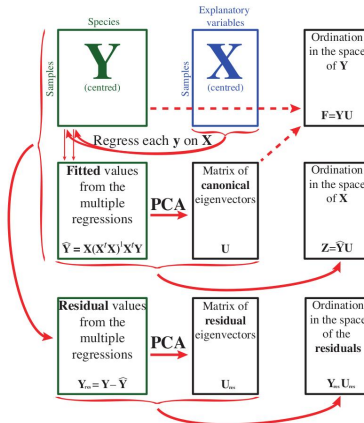 Species
Explanatory
variables
Samples
Y
(centred)
Samples
X
(centred)
Ordination
in the space
of Y
F=YU
Regress each y on X
Fitted values
from the
multiple
regressions
Ŷ = X(X'X)⁻¹X'Y
PCA
Matrix of
canonical
eigenvectors
U
Ordination
in the space
of X
Z=ŶU
Residual values
from the
multiple
regressions
Yres = Y–Ŷ
PCA
Matrix of
residual
eigenvectors
Ures
Ordination
in the space
of the
residuals
Yres Ures